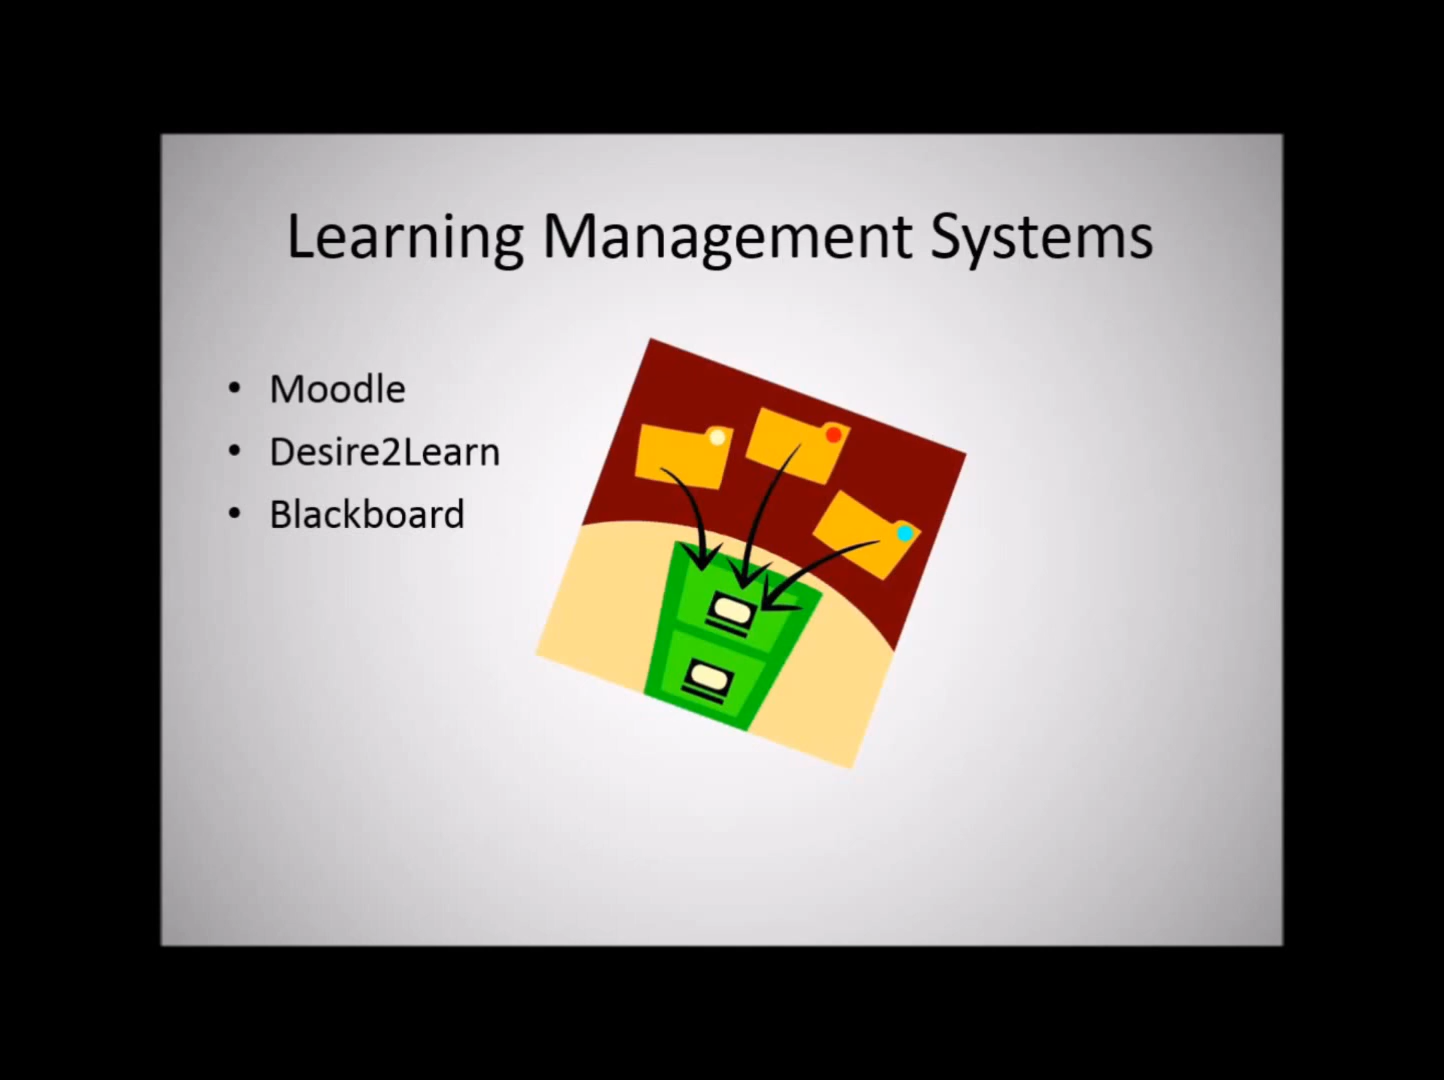 Learning Management Systems
• Moodle
• Desire2Learn
• Blackboard